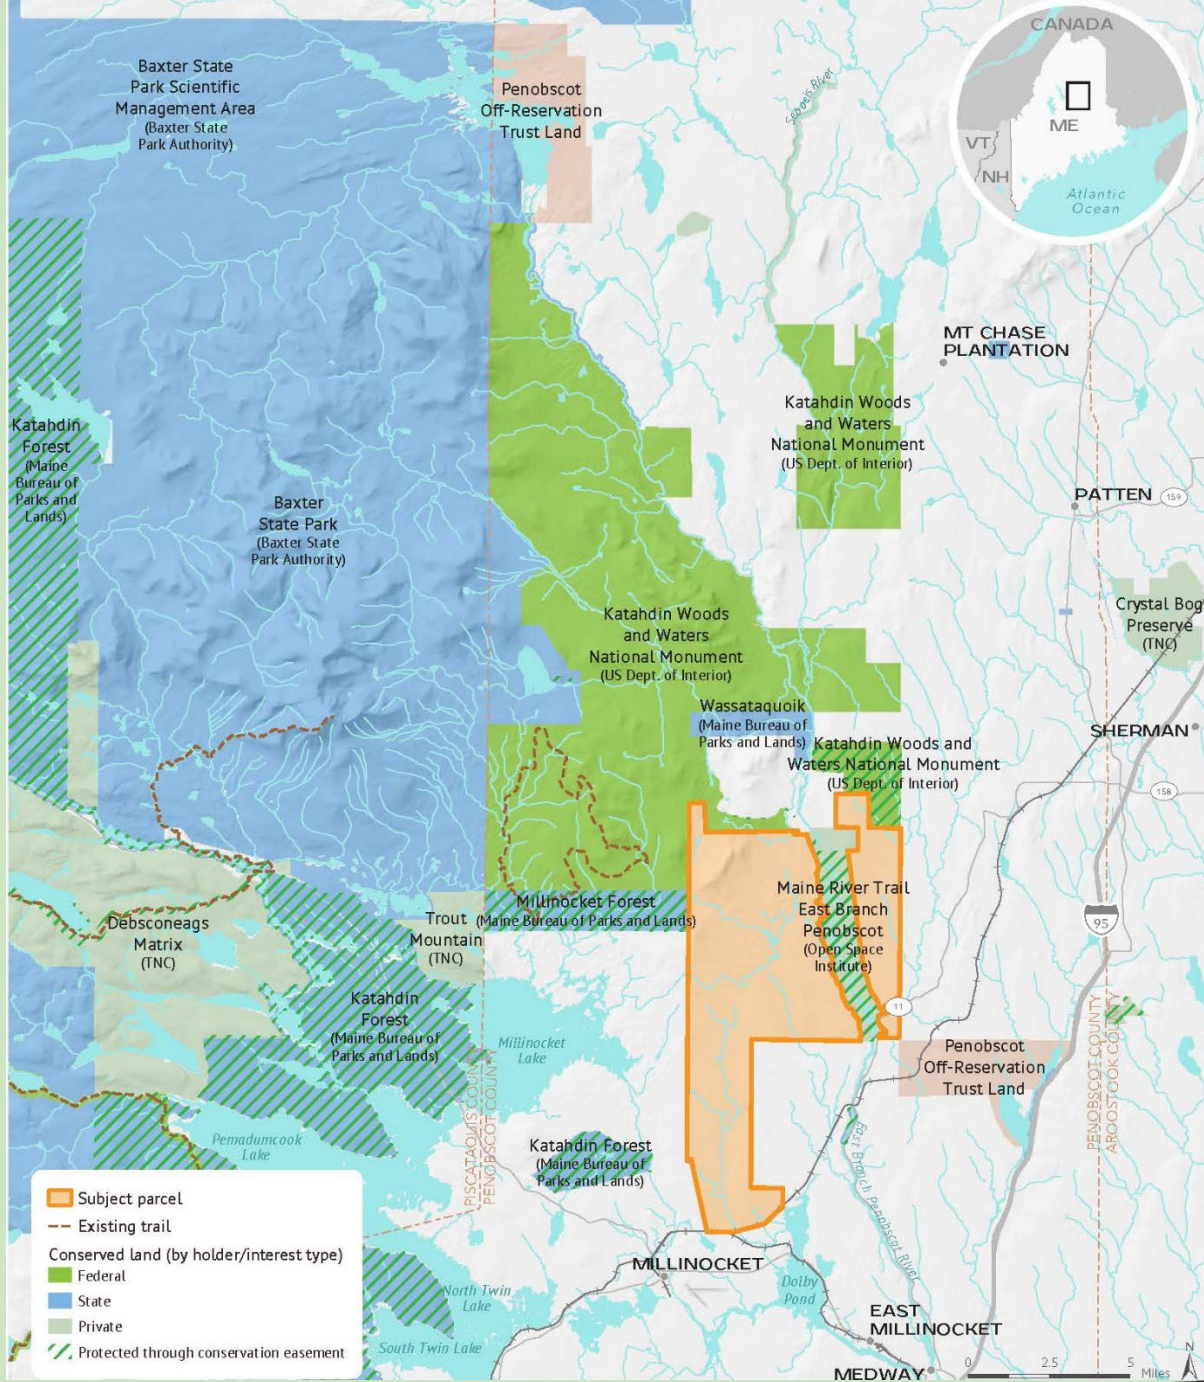 CANADA
ME
VT
NH
Atlantic
Ocean
Baxter State
Park Scientific
Management Area
(Baxter State
Park Authority)
Penobscot
Off-Reservation
Trust Land
Seboeis River
MT CHASE
PLANTATION
Katahdin
Forest
(Maine
Bureau of
Parks and
Lands)
Katahdin Woods
and Waters
National Monument
(US Dept. of Interior)
PATTEN
159
Baxter
State Park
(Baxter State
Park Authority)
Crystal Bog
Preserve
(TNC)
Katahdin Woods
and Waters
National Monument
(US Dept. of Interior)
Wassataquoik
(Maine Bureau of
Parks and Lands)
SHERMAN
Katahdin Woods and
Waters National Monument
(US Dept. of Interior)
158
Maine River Trail
East Branch
Penobscot
(Open Space
Institute)
Millinocket Forest
(Maine Bureau of Parks and Lands)
Debsconeags
Matrix
(TNC)
Trout
Mountain
(TNC)
95
11
Katahdin
Forest
(Maine Bureau of
Parks and Lands)
Millinocket
Lake
Penobscot
Off-Reservation
Trust Land
PISCATAQUIS COUNTY
PENOBSCOT COUNTY
PENOBSCOT COUNTY
AROOSTOOK COUNTY
Pemadumcook
Lake
Katahdin Forest
(Maine Bureau of
Parks and Lands)
East Branch Penobscot River
MILLINOCKET
Dolby
Pond
North Twin
Lake
South Twin Lake
EAST
MILLINOCKET
MEDWAY
Subject parcel
Existing trail
Conserved land (by holder/interest type)
Federal
State
Private
Protected through conservation easement
0 2.5 5
Miles
N